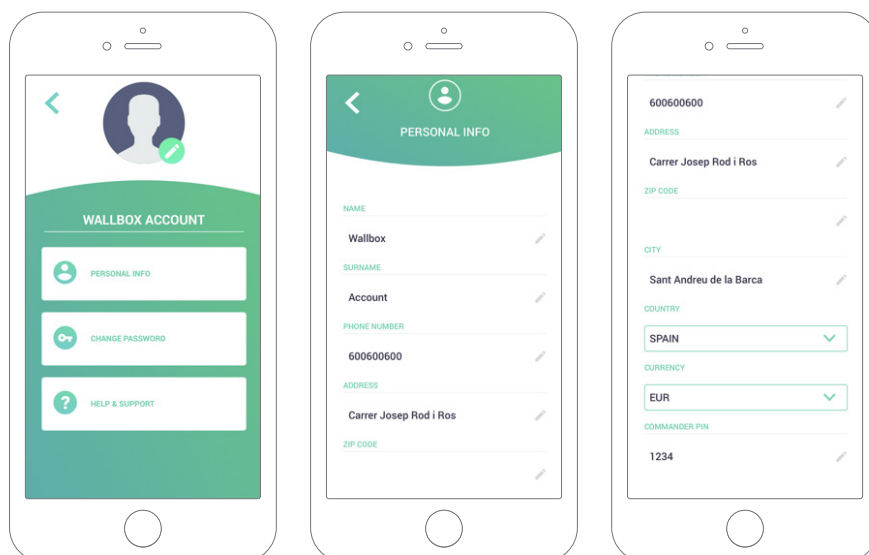 WALLBOX ACCOUNT
PERSONAL INFO
CHANGE PASSWORD
HELP & SUPPORT
PERSONAL INFO
NAME
Wallbox
SURNAME
Account
PHONE NUMBER
600600600
ADDRESS
Carrer Josep Rod i Ros
ZIP CODE
600600600
ADDRESS
Carrer Josep Rod i Ros
ZIP CODE
CITY
Sant Andreu de la Barca
COUNTRY
SPAIN
CURRENCY
EUR
COMMANDER PIN
1234